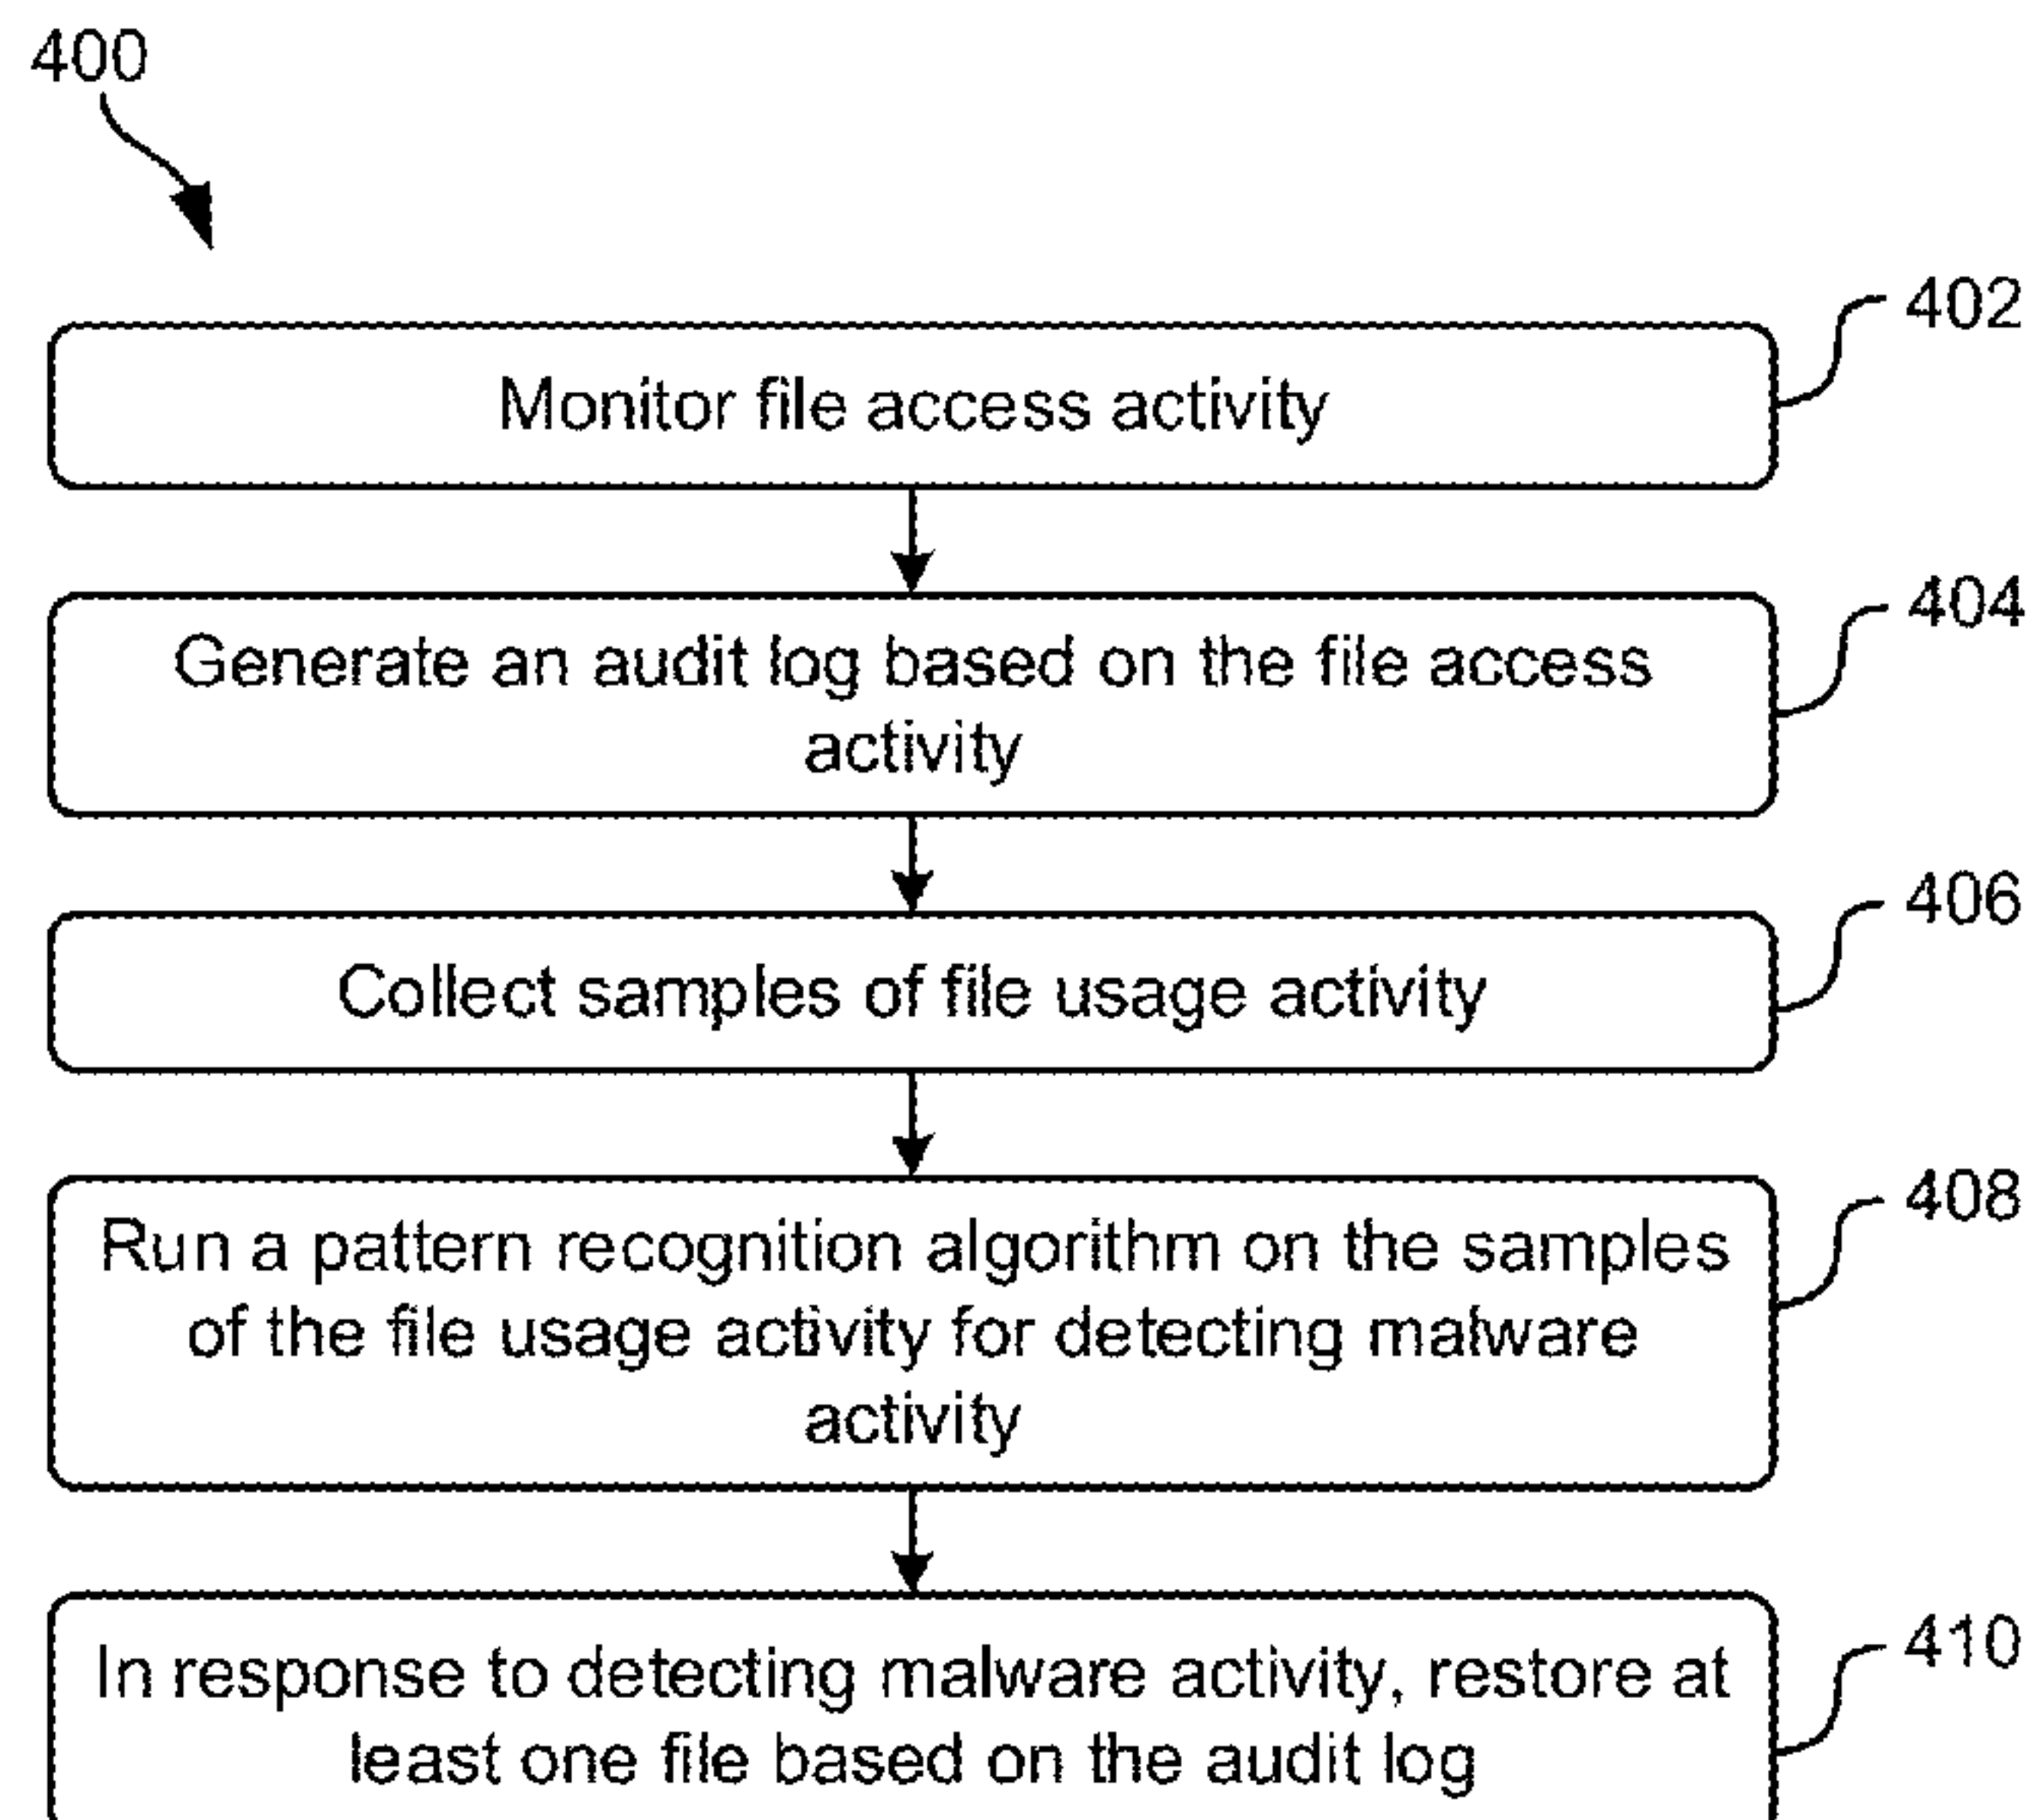 400
402
Monitor file access activity
404
Generate an audit log based on the file access
activity
406
Collect samples of file usage activity
408
Run a pattern recognition algorithm on the samples
of the file usage activity for detecting malware
activity
410
In response to detecting malware activity, restore at
least one file based on the audit log